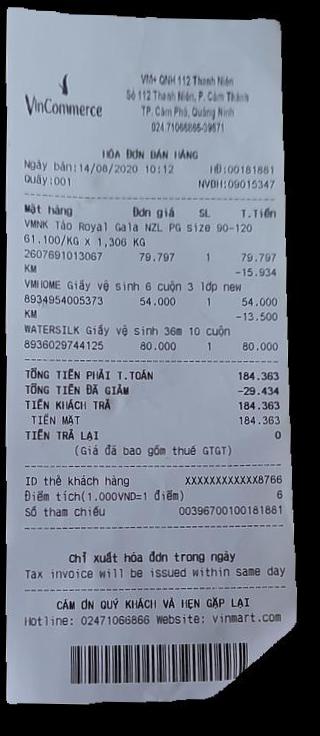 VinCommerce
VM+ QNH 112 Thanh Niên
Số 112 Thanh Niên, P. Cẩm Thành
TP. Cẩm Phả, Quảng Ninh
024.71066866-39871
HÓA ĐƠN BÁN HÀNG
Ngày bán:14/08/2020 10:12 HĐ:00181881
Quầy:001 NVBH:09015347
Mặt hàng Đơn giá SL T.Tiền
VMNK Táo Royal Gala NZL PG size 90-120
61.100/KG x 1,306 KG
2607691013067 79.797 1 79.797
KM -15.934
VMHOME Giấy vệ sinh 6 cuộn 3 lớp new
8934954005373 54.000 1 54.000
KM -13.500
WATERSILK Giấy vệ sinh 36m 10 cuộn
8936029744125 80.000 1 80.000
TỔNG TIỀN PHẢI T.TOÁN 184.363
TỔNG TIỀN ĐÃ GIẢM -29.434
TIỀN KHÁCH TRẢ 184.363
TIỀN MẶT 184.363
TIỀN TRẢ LẠI 0
(Giá đã bao gồm thuế GTGT)
ID thẻ khách hàng XXXXXXXXXXXX8766
Điểm tích(1.000VND=1 điểm) 6
Số tham chiếu 00396700100181881
Chỉ xuất hóa đơn trong ngày
Tax invoice will be issued within same day
CẢM ƠN QUÝ KHÁCH VÀ HẸN GẶP LẠI
Hotline: 02471066866 Website: vinmart.com